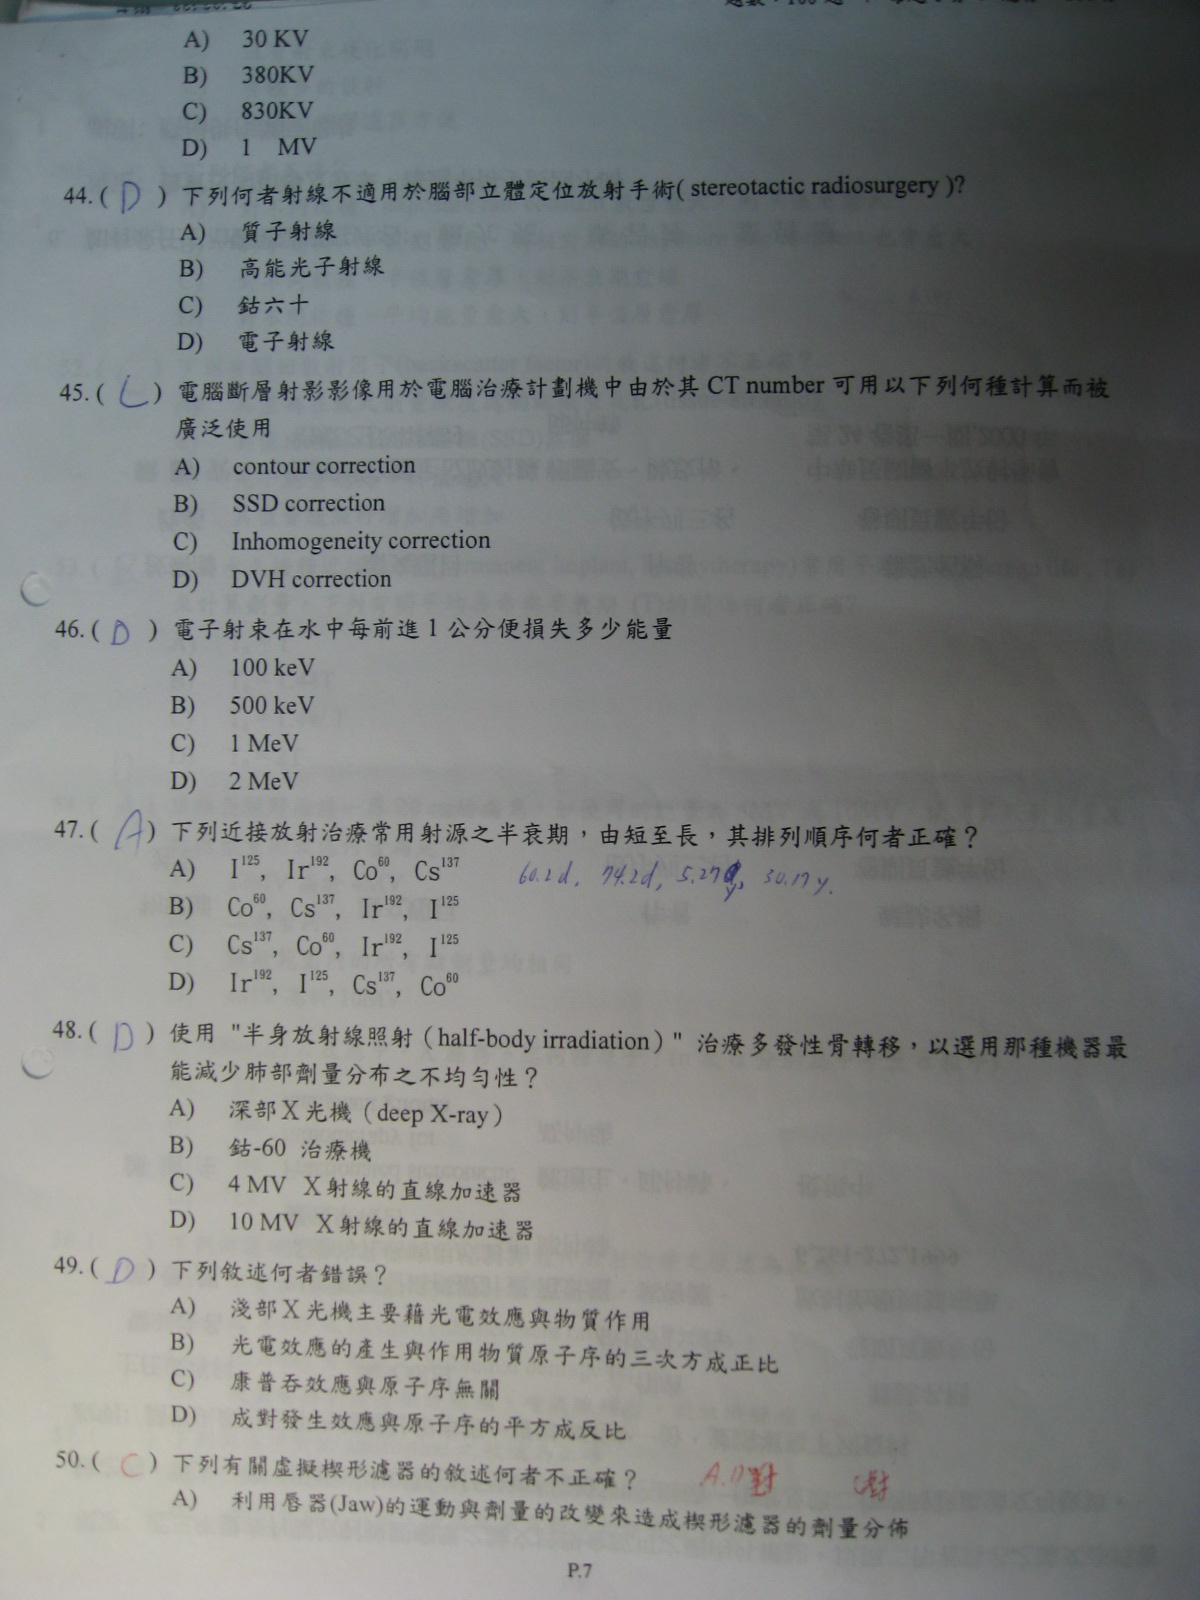 A) 30 KV
B) 380KV
C) 830KV
D) 1 MV
44.( D ) 下列何者射線不適用於腦部立體定位放射手術( stereotactic radiosurgery )?
A) 質子射線
B) 高能光子射線
C) 鈷六十
D) 電子射線
45.( C ) 電腦斷層射影影像用於電腦治療計劃機中由於其 CT number 可用以下列何種計算而被
廣泛使用
A) contour correction
B) SSD correction
C) Inhomogeneity correction
D) DVH correction
46.( D ) 電子射束在水中每前進 1 公分便損失多少能量
A) 100 keV
B) 500 keV
C) 1 MeV
D) 2 MeV
47.( A ) 下列近接放射治療常用射源之半衰期，由短至長，其排列順序何者正確？
A) I¹²⁵, Ir¹⁹², Co⁶⁰, Cs¹³⁷ 60.2d, 74.2d, 5.27y, 30.17y.
B) Co⁶⁰, Cs¹³⁷, Ir¹⁹², I¹²⁵
C) Cs¹³⁷, Co⁶⁰, Ir¹⁹², I¹²⁵
D) Ir¹⁹², I¹²⁵, Cs¹³⁷, Co⁶⁰
48.( D ) 使用 "半身放射線照射（half-body irradiation）" 治療多發性骨轉移，以選用那種機器最
能減少肺部劑量分布之不均勻性？
A) 深部X光機（deep X-ray）
B) 鈷-60 治療機
C) 4 MV X射線的直線加速器
D) 10 MV X射線的直線加速器
49.( D ) 下列敘述何者錯誤？
A) 淺部X光機主要藉光電效應與物質作用
B) 光電效應的產生與作用物質原子序的三次方成正比
C) 康普吞效應與原子序無關
D) 成對發生效應與原子序的平方成反比
50.( C ) 下列有關虛擬楔形濾器的敘述何者不正確？ A.D對 C對
A) 利用唇器(Jaw)的運動與劑量的改變來造成楔形濾器的劑量分佈
P.7